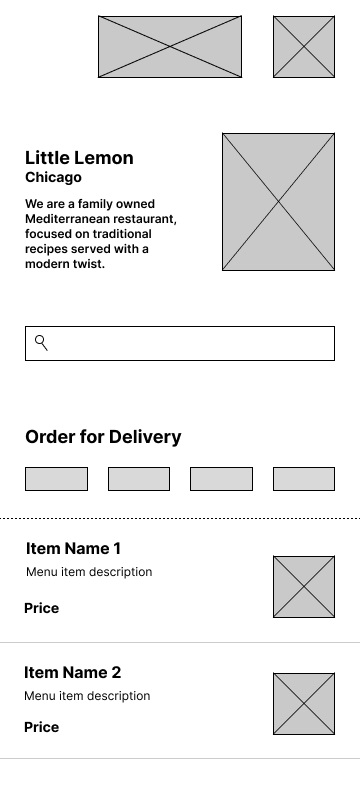 Little Lemon
Chicago
We are a family owned
Mediterranean restaurant,
focused on traditional
recipes served with a
modern twist.
Order for Delivery
Item Name 1
Menu item description
Price
Item Name 2
Menu item description
Price